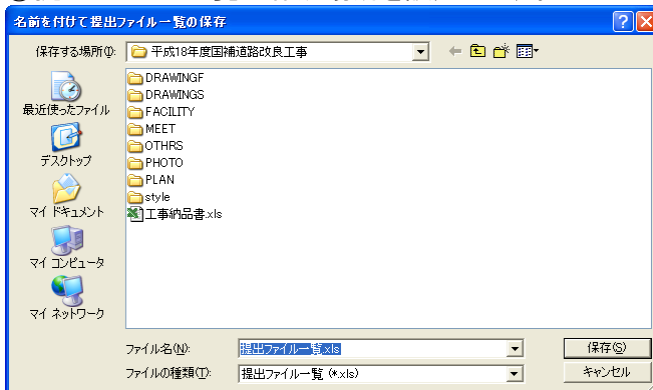 名前を付けて提出ファイル一覧の保存
保存する場所(I):
平成18年度国補道路改良工事
最近使ったファイル
デスクトップ
マイ ドキュメント
マイ コンピュータ
マイ ネットワーク
DRAWINGF
DRAWINGS
FACILITY
MEET
OTHRS
PHOTO
PLAN
style
工事納品書.xls
ファイル名(N):
提出ファイル一覧.xls
保存(S)
ファイルの種類(T):
提出ファイル一覧 (*.xls)
キャンセル